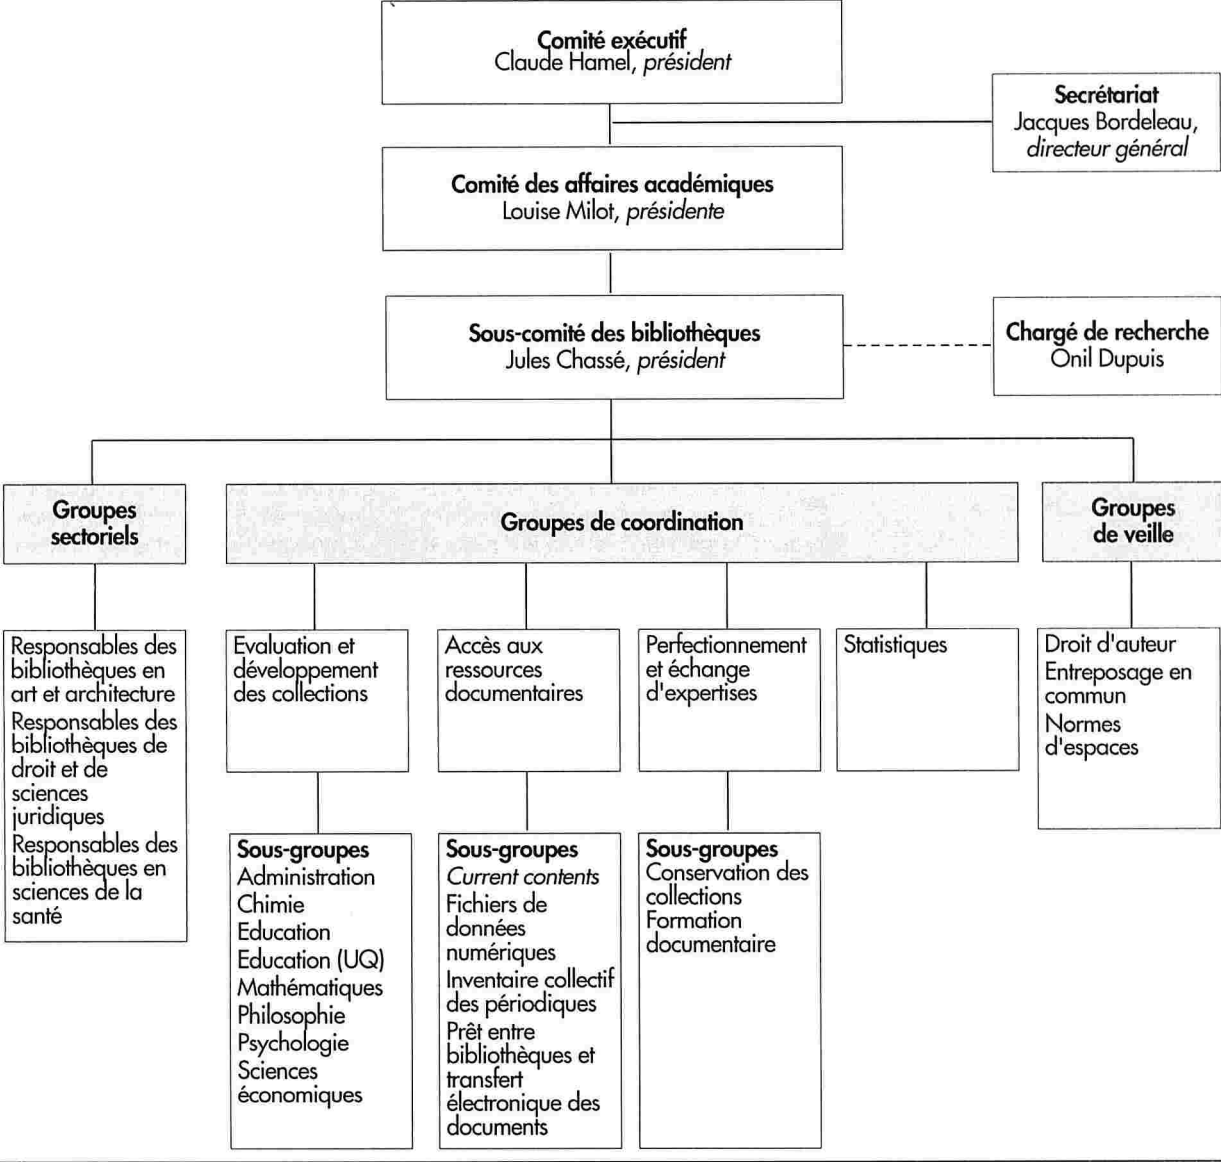 Comité exécutif
Claude Hamel, président
Secrétariat
Jacques Bordeleau,
directeur général
Comité des affaires académiques
Louise Milot, présidente
Sous-comité des bibliothèques
Jules Chassé, président
Chargé de recherche
Onil Dupuis
Groupes
sectoriels
Groupes de coordination
Groupes
de veille
Responsables des
bibliothèques en
art et architecture
Responsables des
bibliothèques de
droit et de
sciences
juridiques
Responsables des
bibliothèques en
sciences de la
santé
Evaluation et
développement
des collections
Accès aux
ressources
documentaires
Perfectionnement
et échange
d'expertises
Statistiques
Droit d'auteur
Entreposage en
commun
Normes
d'espaces
Sous-groupes
Administration
Chimie
Education
Education (UQ)
Mathématiques
Philosophie
Psychologie
Sciences
économiques
Sous-groupes
Current contents
Fichiers de
données
numériques
Inventaire collectif
des périodiques
Prêt entre
bibliothèques et
transfert
électronique des
documents
Sous-groupes
Conservation des
collections
Formation
documentaire